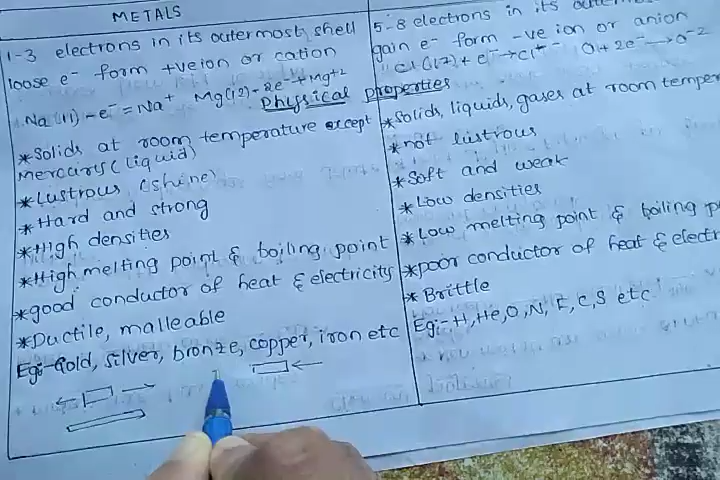 METALS
1-3 electrons in its outermost shell
loose e- form +ve ion or cation
Na (11) - e- = Na+ Mg(12) - 2e- → Mg+2
5-8 electrons in its
gain e- form -ve ion or anion
Cl (17) + e- → Cl- O + 2e- → O-2
Physical properties
*Solids at room temperature except
mercury (liquid)
*Lustrous (shine)
*Hard and strong
*High densities
*High melting point & boiling point
*good conductor of heat & electricity
*Ductile, malleable
Eg:-Gold, silver, bronze, copper, iron etc
*Solids, liquids, gases at room
*not lustrous
*Soft and weak
*Low densities
*Low melting point & boiling
*poor conductor of heat &
* Brittle
Eg:-H, He, O, N, F, C, S etc